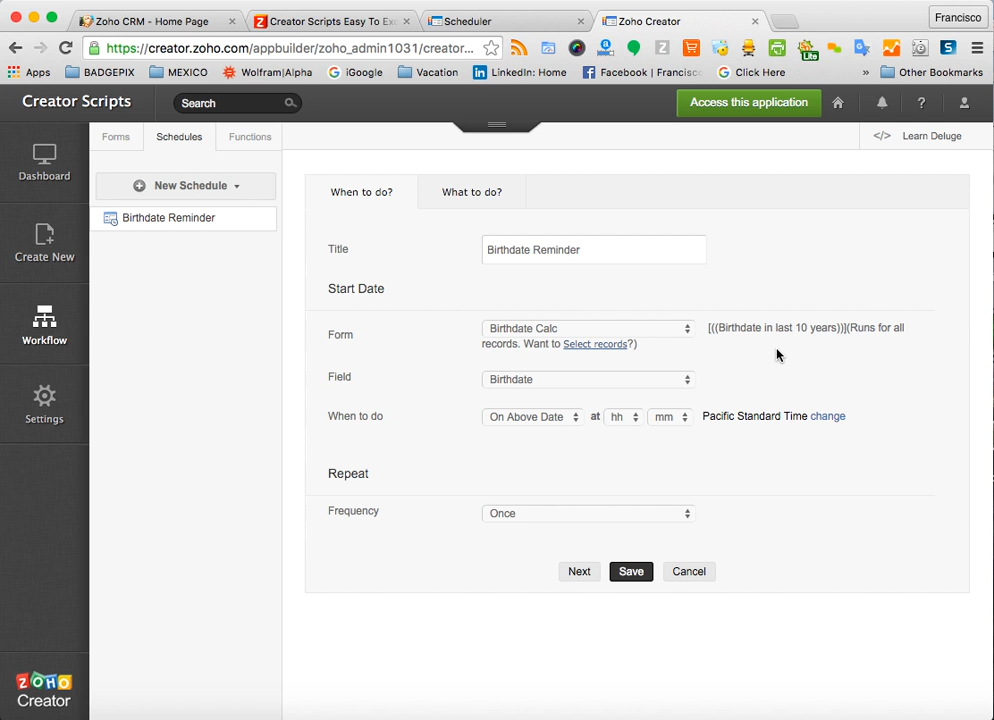 Zoho CRM - Home Page
Creator Scripts Easy To Ex
Scheduler
Zoho Creator
Francisco
https://creator.zoho.com/appbuilder/zoho_admin1031/creator...
Apps
BADGEPIX
MEXICO
Wolfram|Alpha
iGoogle
Vacation
LinkedIn: Home
Facebook | Francisc
Click Here
»
Other Bookmarks
Creator Scripts
Search
Access this application
Forms
Schedules
Functions
</> Learn Deluge
Dashboard
New Schedule
When to do?
What to do?
Birthdate Reminder
Create New
Title
Birthdate Reminder
Start Date
Workflow
Form
Birthdate Calc
[((Birthdate in last 10 years))](Runs for all
records. Want to Select records?)
Field
Birthdate
Settings
When to do
On Above Date
at
hh
mm
Pacific Standard Time change
Repeat
Frequency
Once
Next
Save
Cancel
ZOHO
Creator